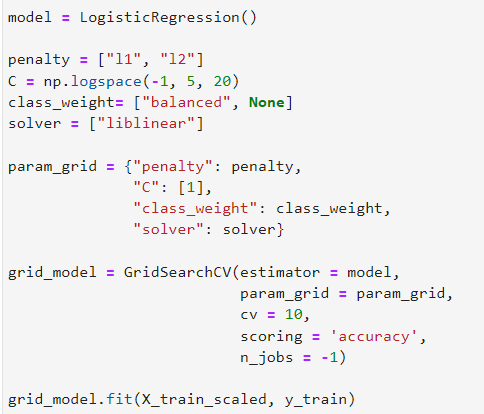 model = LogisticRegression()
penalty = ["l1", "l2"]
C = np.logspace(-1, 5, 20)
class_weight= ["balanced", None]
solver = ["liblinear"]
param_grid = {"penalty": penalty,
"C": [1],
"class_weight": class_weight,
"solver": solver}
grid_model = GridSearchCV(estimator = model,
param_grid = param_grid,
cv = 10,
scoring = 'accuracy',
n_jobs = -1)
grid_model.fit(X_train_scaled, y_train)